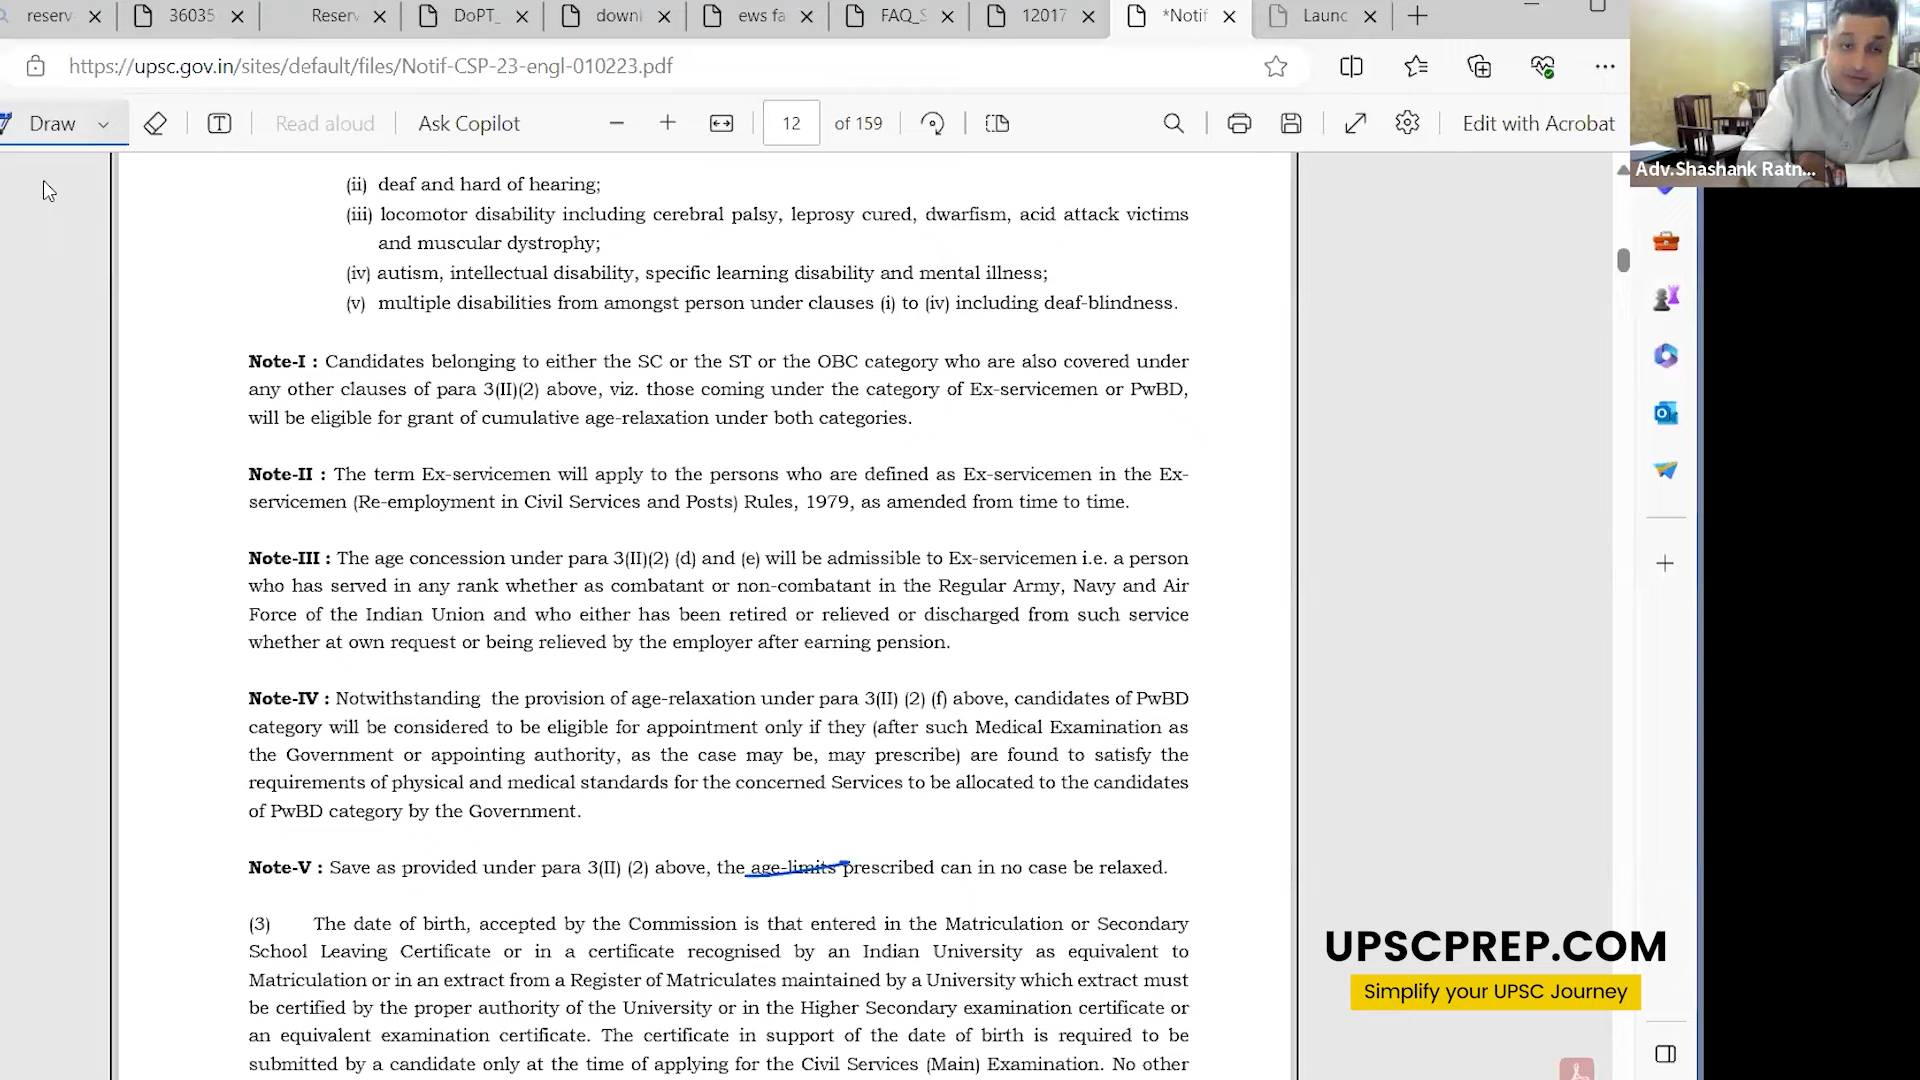 reserv
36035
Reserv
DoPT_
downl
ews fa
FAQ_S
12017
*Notif
Launc
https://upsc.gov.in/sites/default/files/Notif-CSP-23-engl-010223.pdf
Draw
Read aloud
Ask Copilot
12
of 159
Edit with Acrobat
Adv.Shashank Ratn...
(ii) deaf and hard of hearing;
(iii) locomotor disability including cerebral palsy, leprosy cured, dwarfism, acid attack victims
and muscular dystrophy;
(iv) autism, intellectual disability, specific learning disability and mental illness;
(v) multiple disabilities from amongst person under clauses (i) to (iv) including deaf-blindness.
Note-I : Candidates belonging to either the SC or the ST or the OBC category who are also covered under
any other clauses of para 3(II)(2) above, viz. those coming under the category of Ex-servicemen or PwBD,
will be eligible for grant of cumulative age-relaxation under both categories.
Note-II : The term Ex-servicemen will apply to the persons who are defined as Ex-servicemen in the Ex-
servicemen (Re-employment in Civil Services and Posts) Rules, 1979, as amended from time to time.
Note-III : The age concession under para 3(II)(2) (d) and (e) will be admissible to Ex-servicemen i.e. a person
who has served in any rank whether as combatant or non-combatant in the Regular Army, Navy and Air
Force of the Indian Union and who either has been retired or relieved or discharged from such service
whether at own request or being relieved by the employer after earning pension.
Note-IV : Notwithstanding the provision of age-relaxation under para 3(II) (2) (f) above, candidates of PwBD
category will be considered to be eligible for appointment only if they (after such Medical Examination as
the Government or appointing authority, as the case may be, may prescribe) are found to satisfy the
requirements of physical and medical standards for the concerned Services to be allocated to the candidates
of PwBD category by the Government.
Note-V : Save as provided under para 3(II) (2) above, the age-limits prescribed can in no case be relaxed.
(3) The date of birth, accepted by the Commission is that entered in the Matriculation or Secondary
School Leaving Certificate or in a certificate recognised by an Indian University as equivalent to
Matriculation or in an extract from a Register of Matriculates maintained by a University which extract must
be certified by the proper authority of the University or in the Higher Secondary examination certificate or
an equivalent examination certificate. The certificate in support of the date of birth is required to be
submitted by a candidate only at the time of applying for the Civil Services (Main) Examination. No other
UPSCPREP.COM
Simplify your UPSC Journey